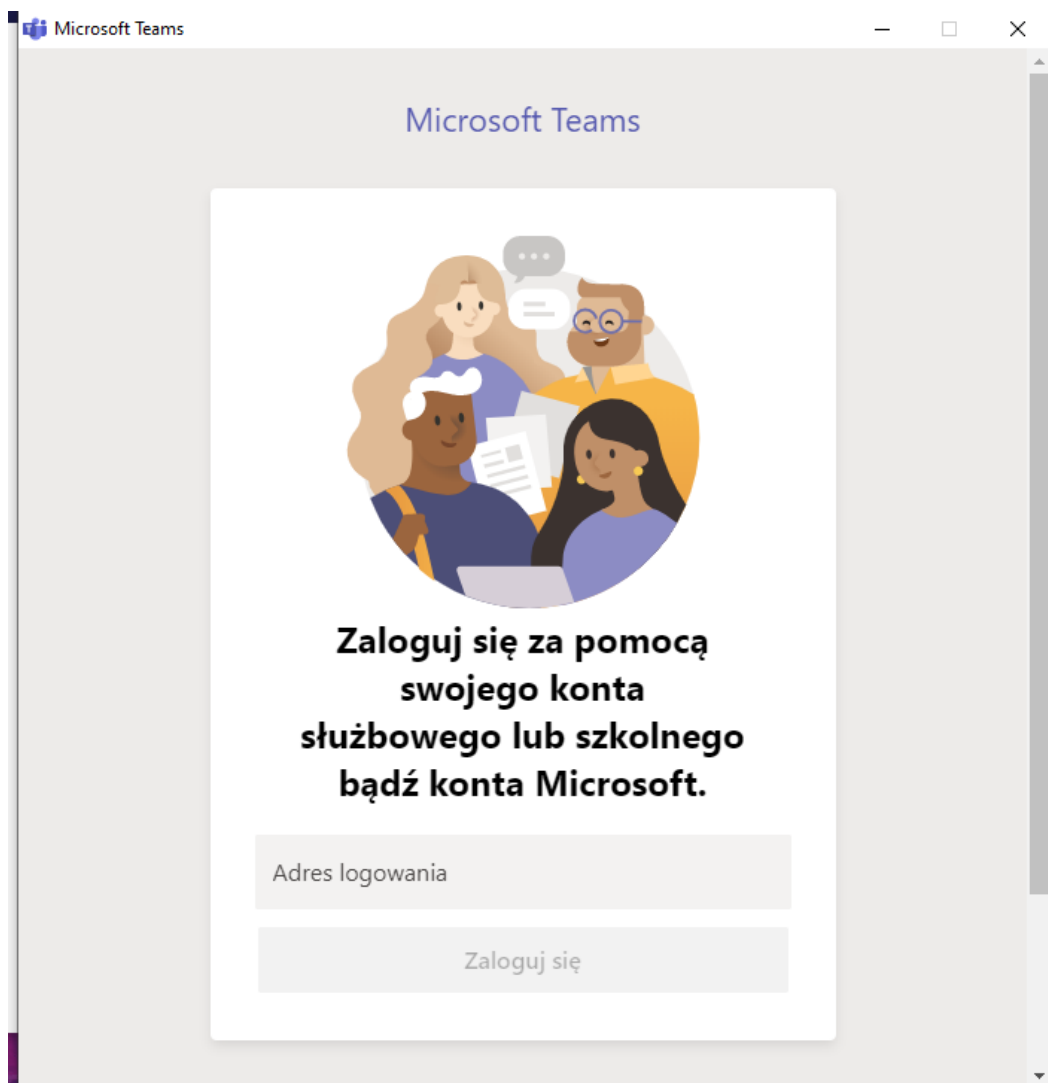 Microsoft Teams
Microsoft Teams
Zaloguj się za pomocą
swojego konta
służbowego lub szkolnego
bądź konta Microsoft.
Adres logowania
Zaloguj się